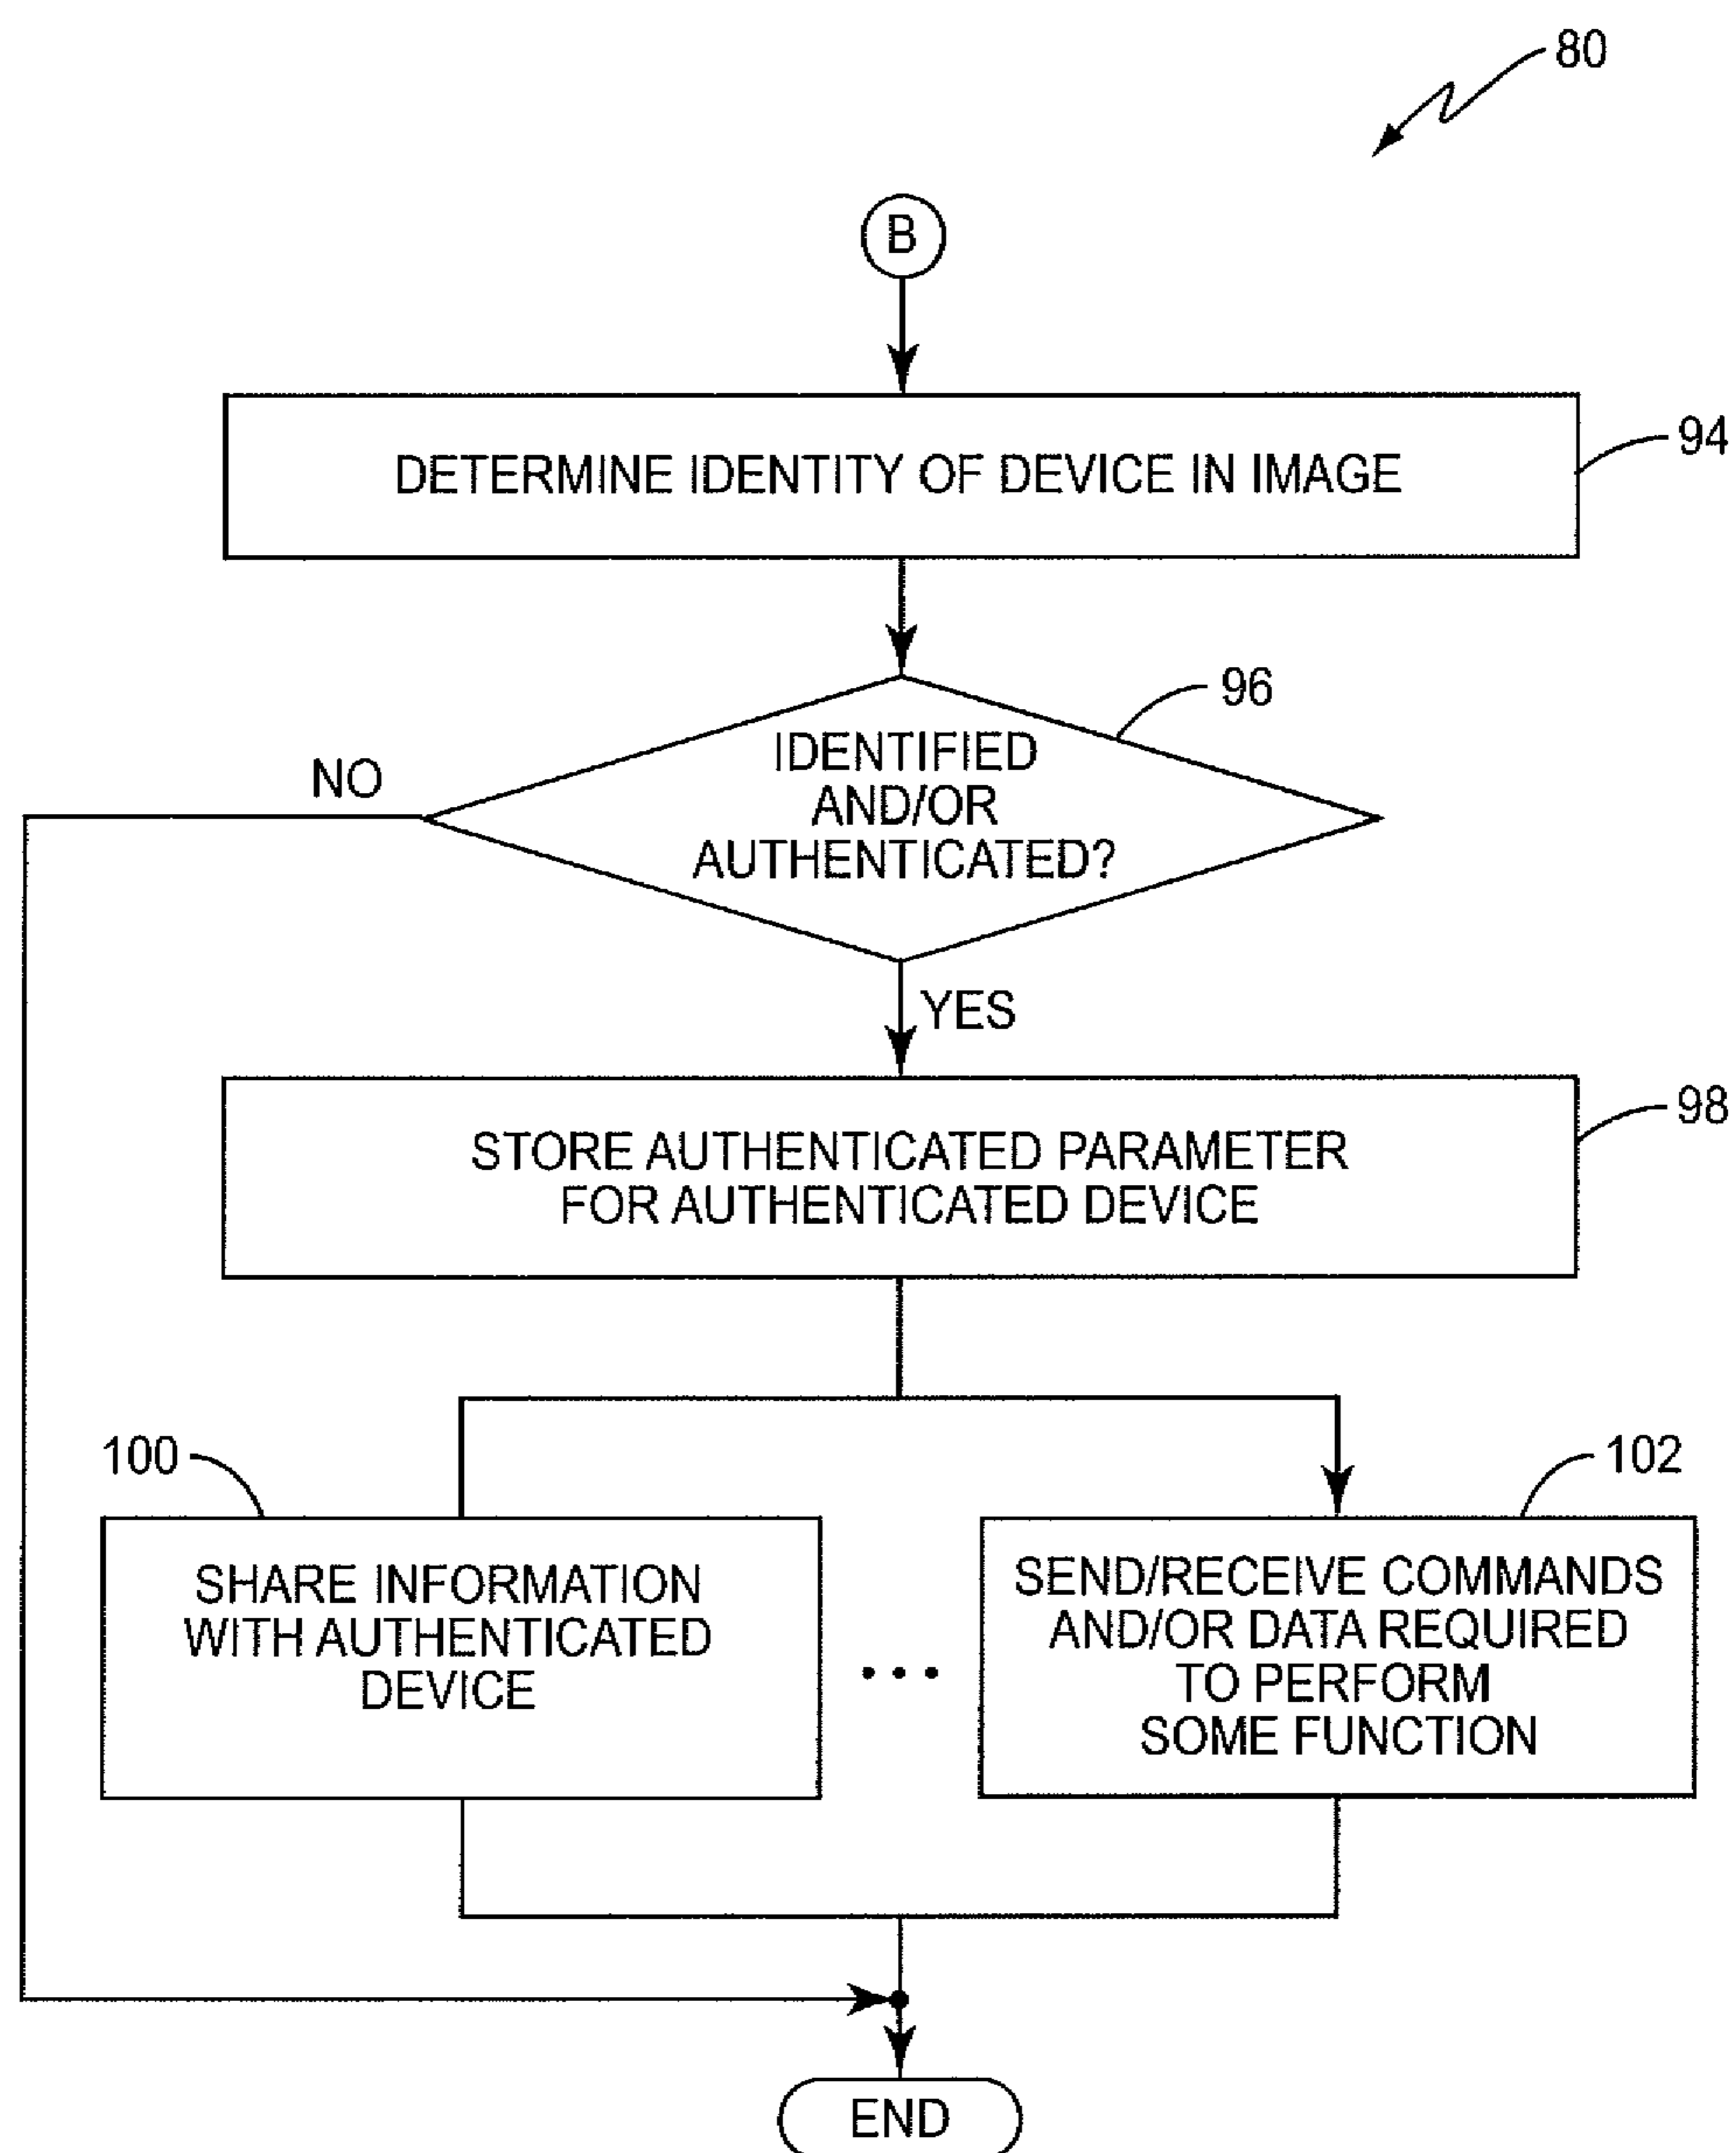 80
B
DETERMINE IDENTITY OF DEVICE IN IMAGE
94
96
IDENTIFIED
AND/OR
AUTHENTICATED?
NO
YES
98
STORE AUTHENTICATED PARAMETER
FOR AUTHENTICATED DEVICE
100
SHARE INFORMATION
WITH AUTHENTICATED
DEVICE
...
102
SEND/RECEIVE COMMANDS
AND/OR DATA REQUIRED
TO PERFORM
SOME FUNCTION
END